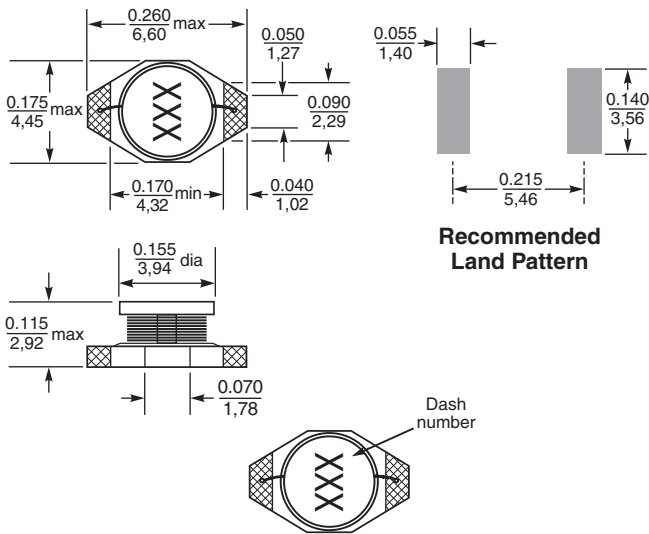 0.260
6,60 max
0.050
1,27
0.175
4,45 max
XXX
0.090
2,29
0.170
4,32 min
0.040
1,02
0.055
1,40
0.140
3,56
0.215
5,46
Recommended
Land Pattern
0.155
3,94 dia
0.115
2,92 max
0.070
1,78
Dash
number
XXX